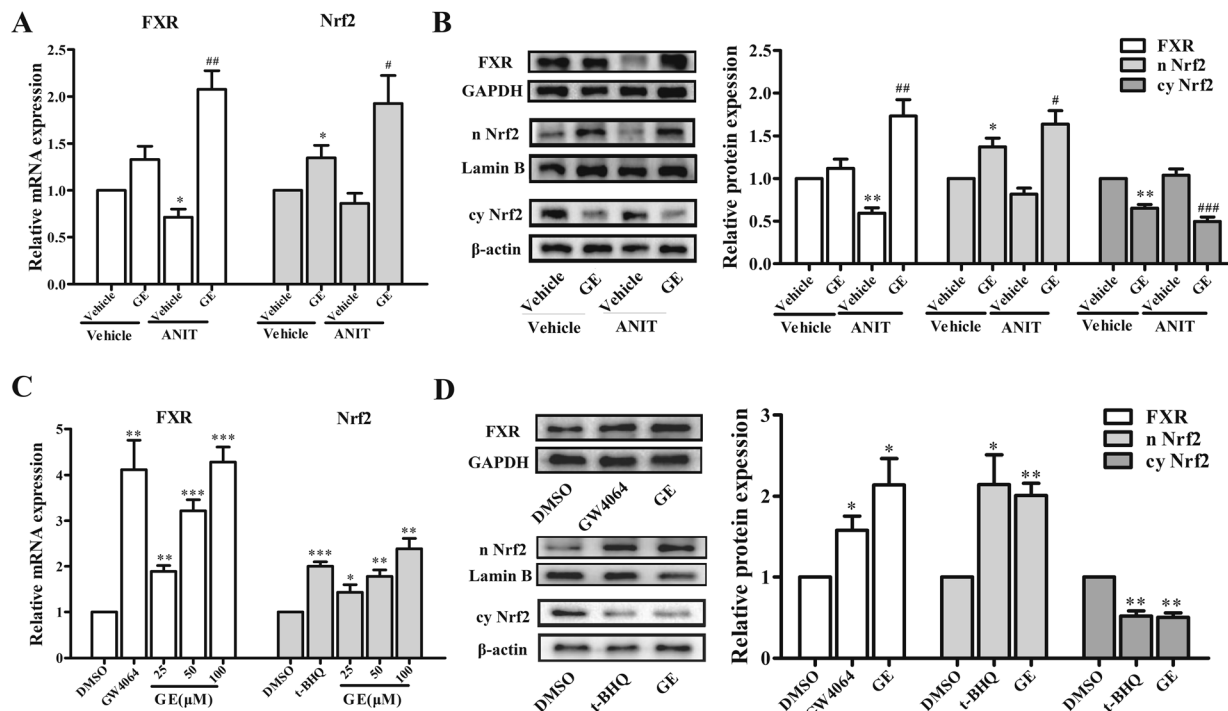 A
FXR
Nrf2
Relative mRNA expression
2.5
2.0
1.5
1.0
0.5
0.0
*
##
*
#
Vehicle
GE
Vehicle
GE
Vehicle
GE
Vehicle
GE
Vehicle
ANIT
Vehicle
ANIT
B
FXR
GAPDH
n Nrf2
Lamin B
cy Nrf2
β-actin
Vehicle
GE
Vehicle
GE
Vehicle
ANIT
Relative protein expession
2.5
2.0
1.5
1.0
0.5
0.0
FXR
n Nrf2
cy Nrf2
**
##
*
#
**
###
Vehicle
GE
Vehicle
GE
Vehicle
GE
Vehicle
GE
Vehicle
GE
Vehicle
GE
Vehicle
ANIT
Vehicle
ANIT
Vehicle
ANIT
C
FXR
Nrf2
Relative mRNA expression
5
4
3
2
1
0
**
**
***
***
***
*
**
**
DMSO
GW4064
25
50
100
DMSO
t-BHQ
25
50
100
GE(μM)
GE(μM)
D
FXR
GAPDH
DMSO
GW4064
GE
n Nrf2
Lamin B
cy Nrf2
β-actin
DMSO
t-BHQ
GE
Relative protein expession
3
2
1
0
FXR
n Nrf2
cy Nrf2
*
*
*
**
**
**
DMSO
GW4064
GE
DMSO
t-BHQ
GE
DMSO
t-BHQ
GE